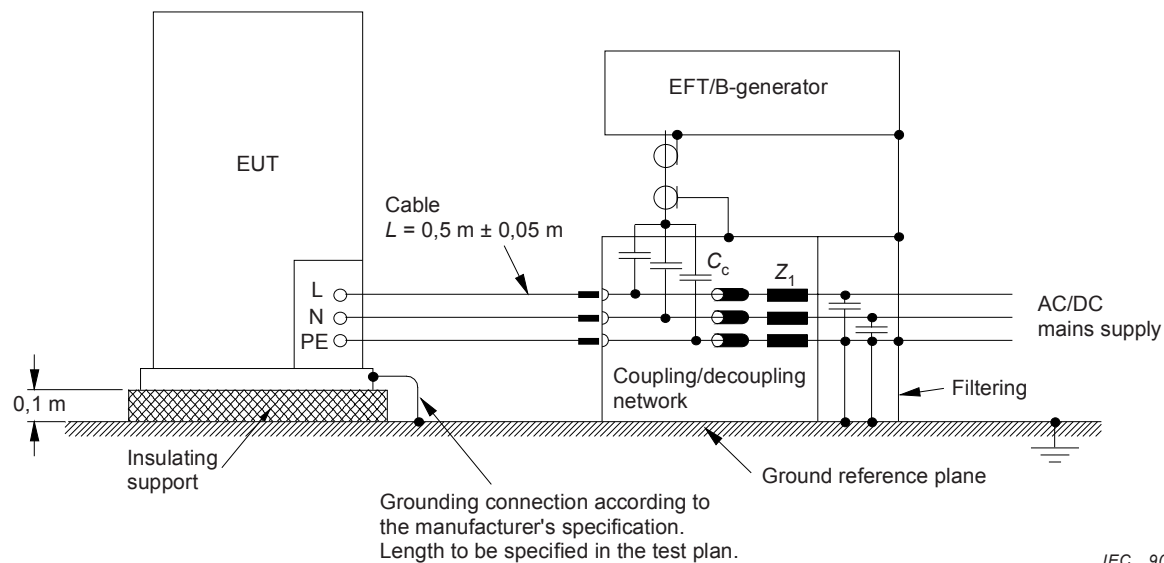 EFT/B-generator
EUT
Cable
L = 0,5 m ± 0,05 m
Cc
Z1
L
N
PE
AC/DC
mains supply
Coupling/decoupling
network
Filtering
0,1 m
Insulating
support
Ground reference plane
Grounding connection according to
the manufacturer's specification.
Length to be specified in the test plan.
IEC